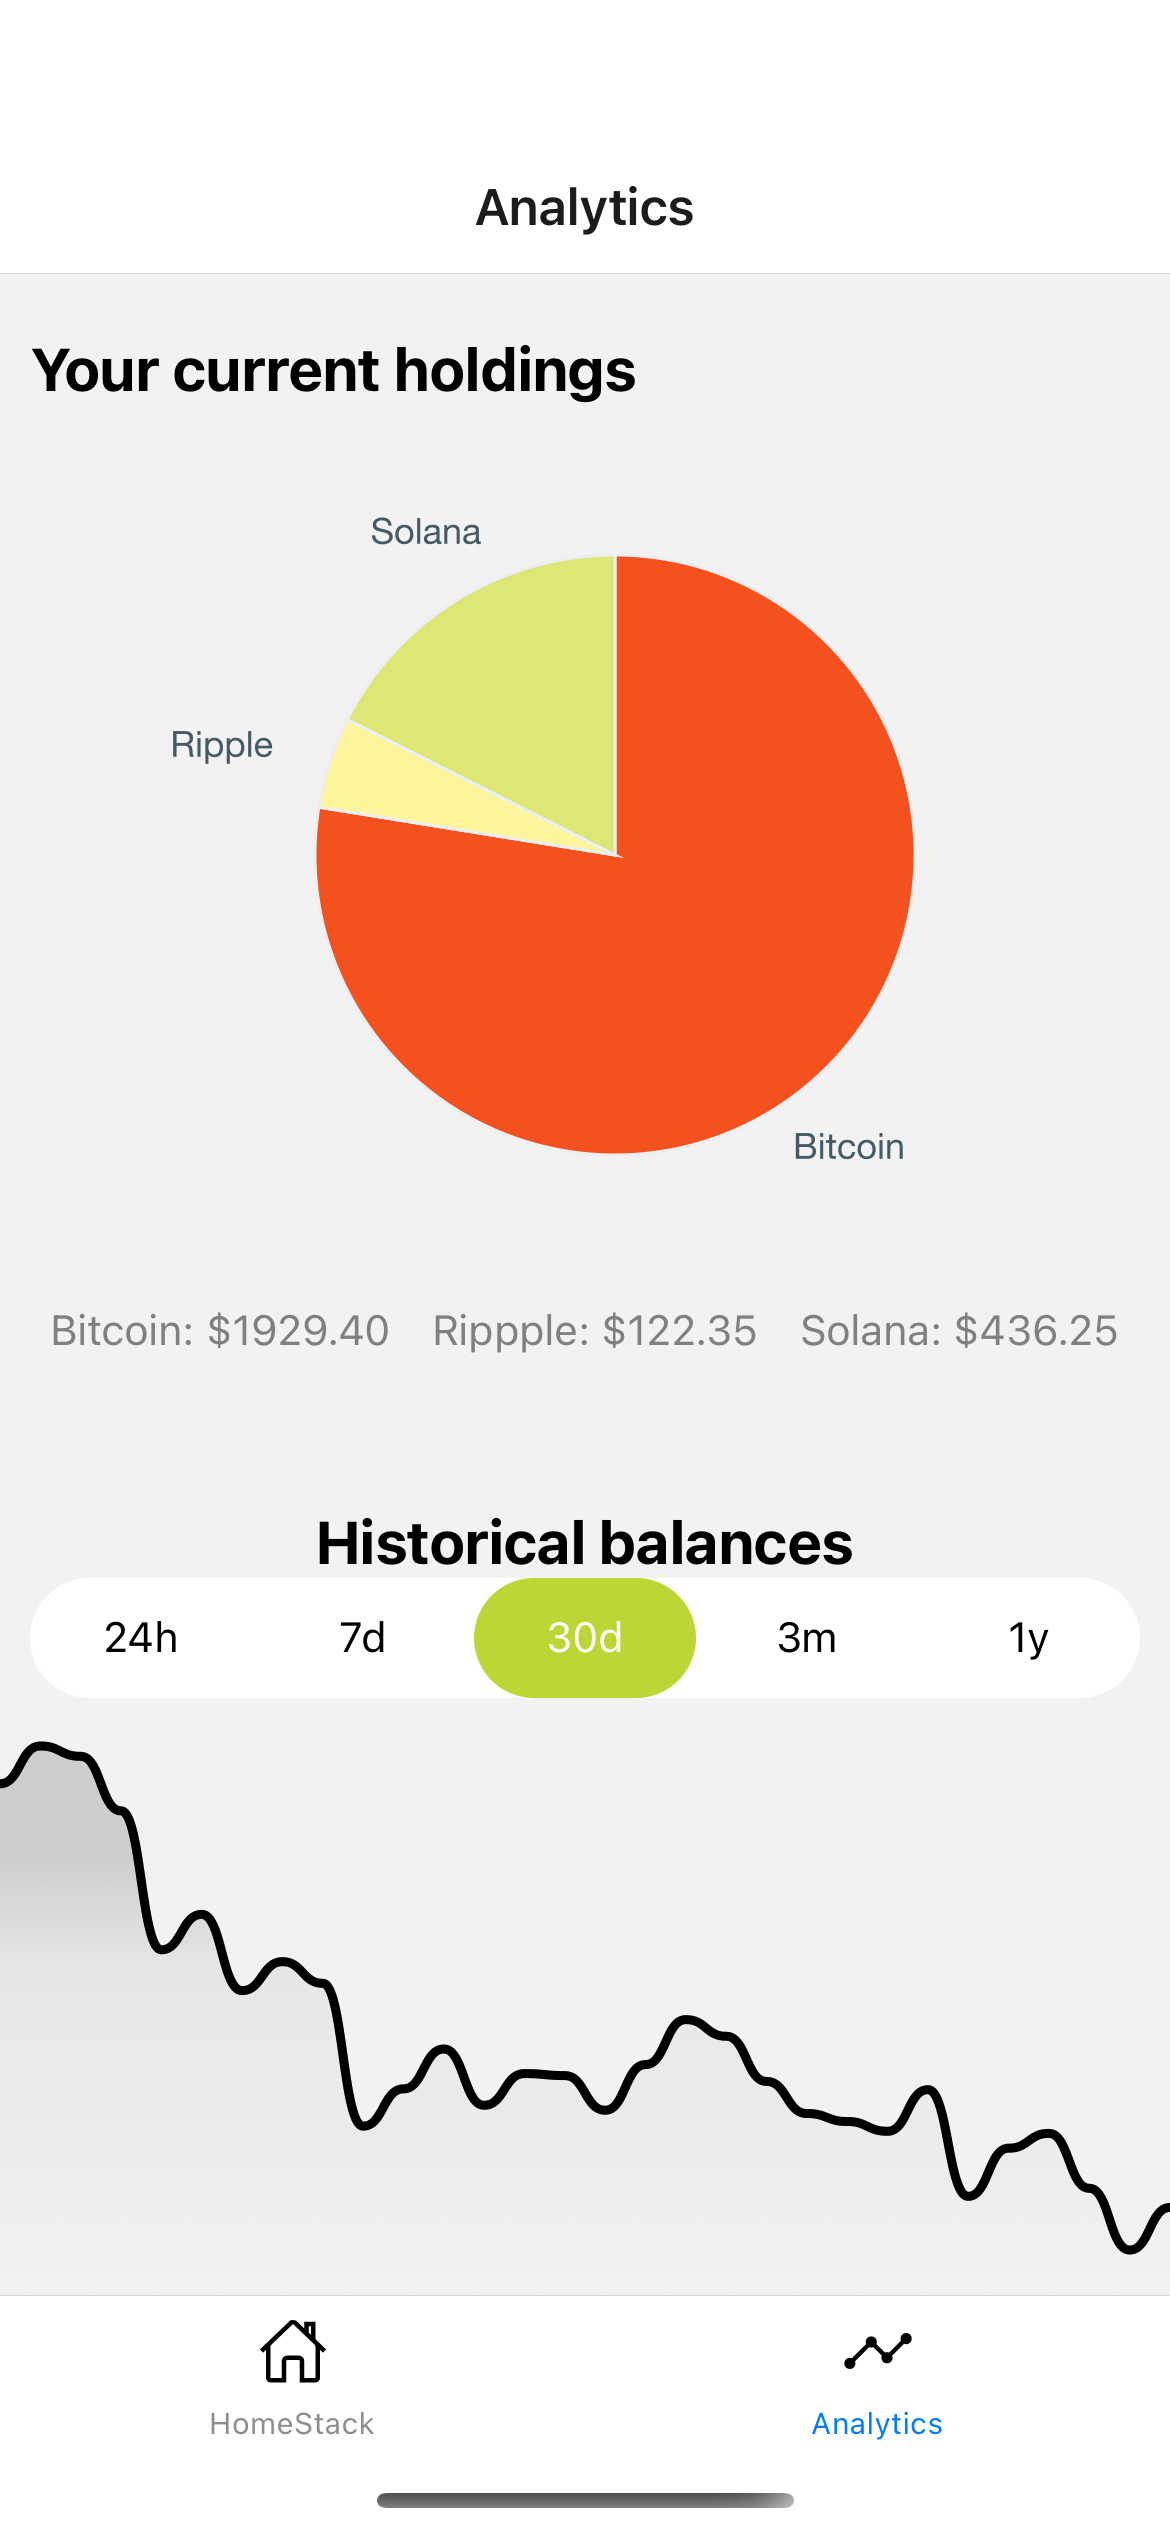 Analytics
Your current holdings
Solana
Ripple
Bitcoin
Bitcoin: $1929.40 Rippple: $122.35 Solana: $436.25
Historical balances
24h 7d 30d 3m 1y
HomeStack Analytics